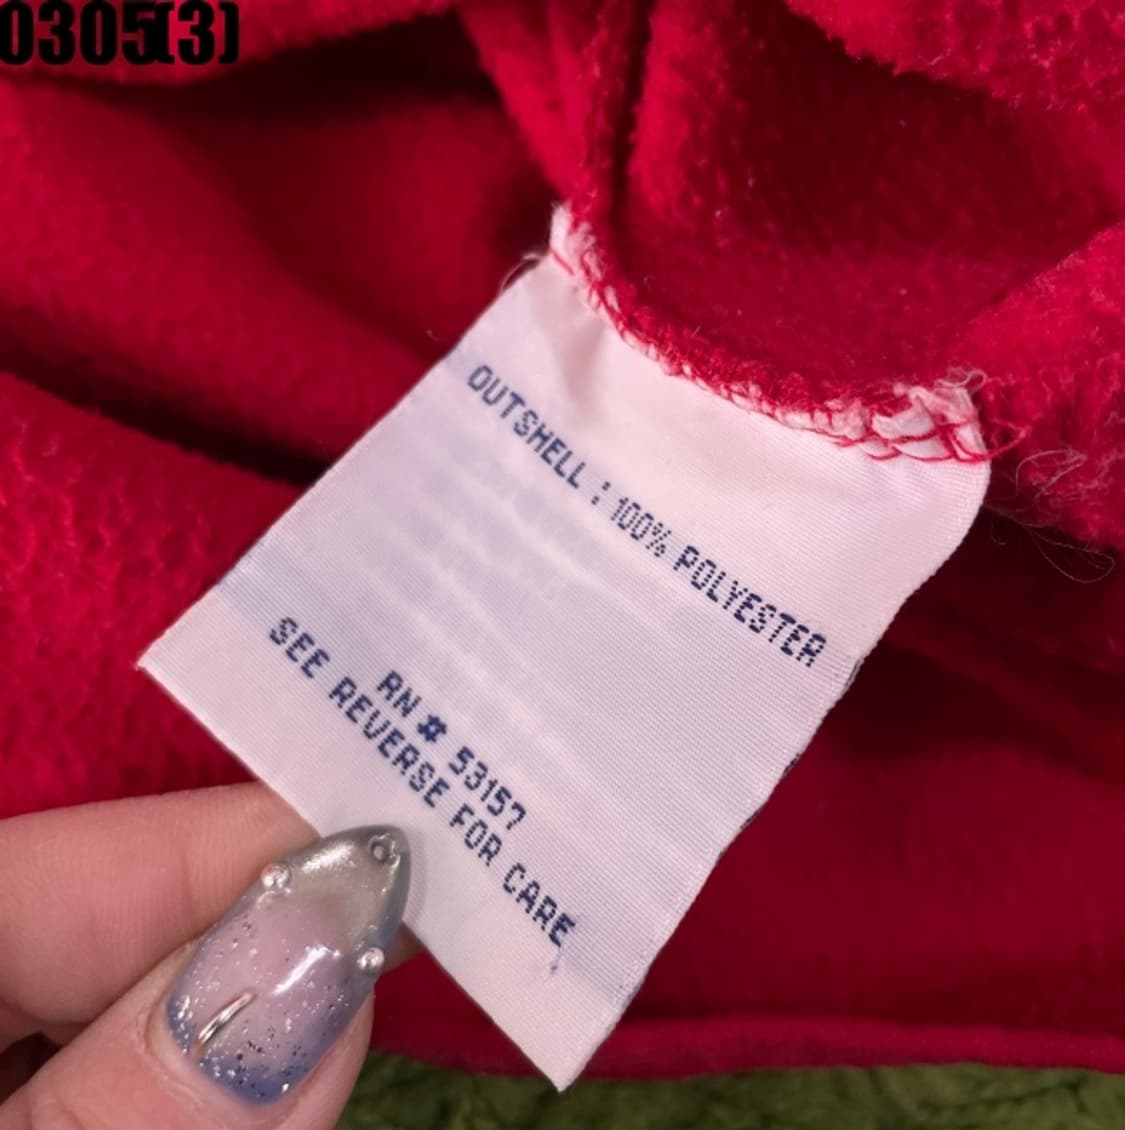 0305(3)
OUTSHELL : 100% POLYESTER
RN # 53157
SEE REVERSE FOR CARE